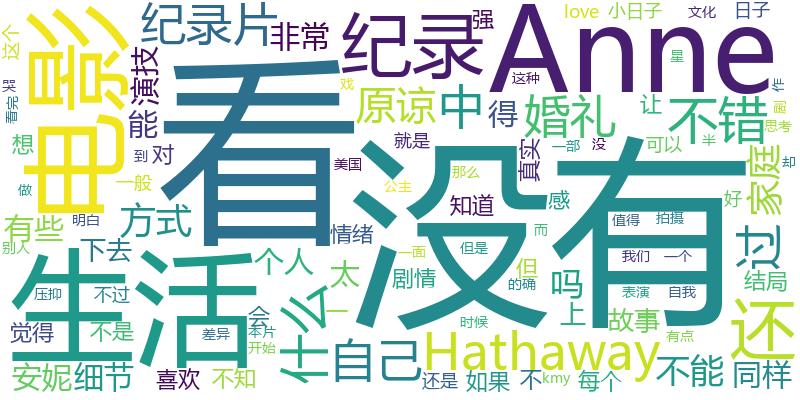 这个
纪录片
非常
强
love
小日子
文化
日子
星
哭
看完
电影
演技
戏
纪录
Anne
这种
作
画
思考
想
能
到
对
看
原谅
中
得
婚礼
让
不错
就是
真实
一部
没
可以
半
却
做
一般
美国
公主
那么
没有
感
家庭
好
有些
明白
别人
方式
情绪
知道
而
值得
拍摄
过
下去
生活
个人
太
一面
但是
但
吗
我们
一个
压抑
不过
会
什么
一
剧情
的确
上
表演
自我
结局
觉得
不是
差异
本片
开始
时候
故事
有点
还
安妮
细节
喜欢
不知
自己
Hathaway
还是
kmy
如果
不
每个
不能
同样